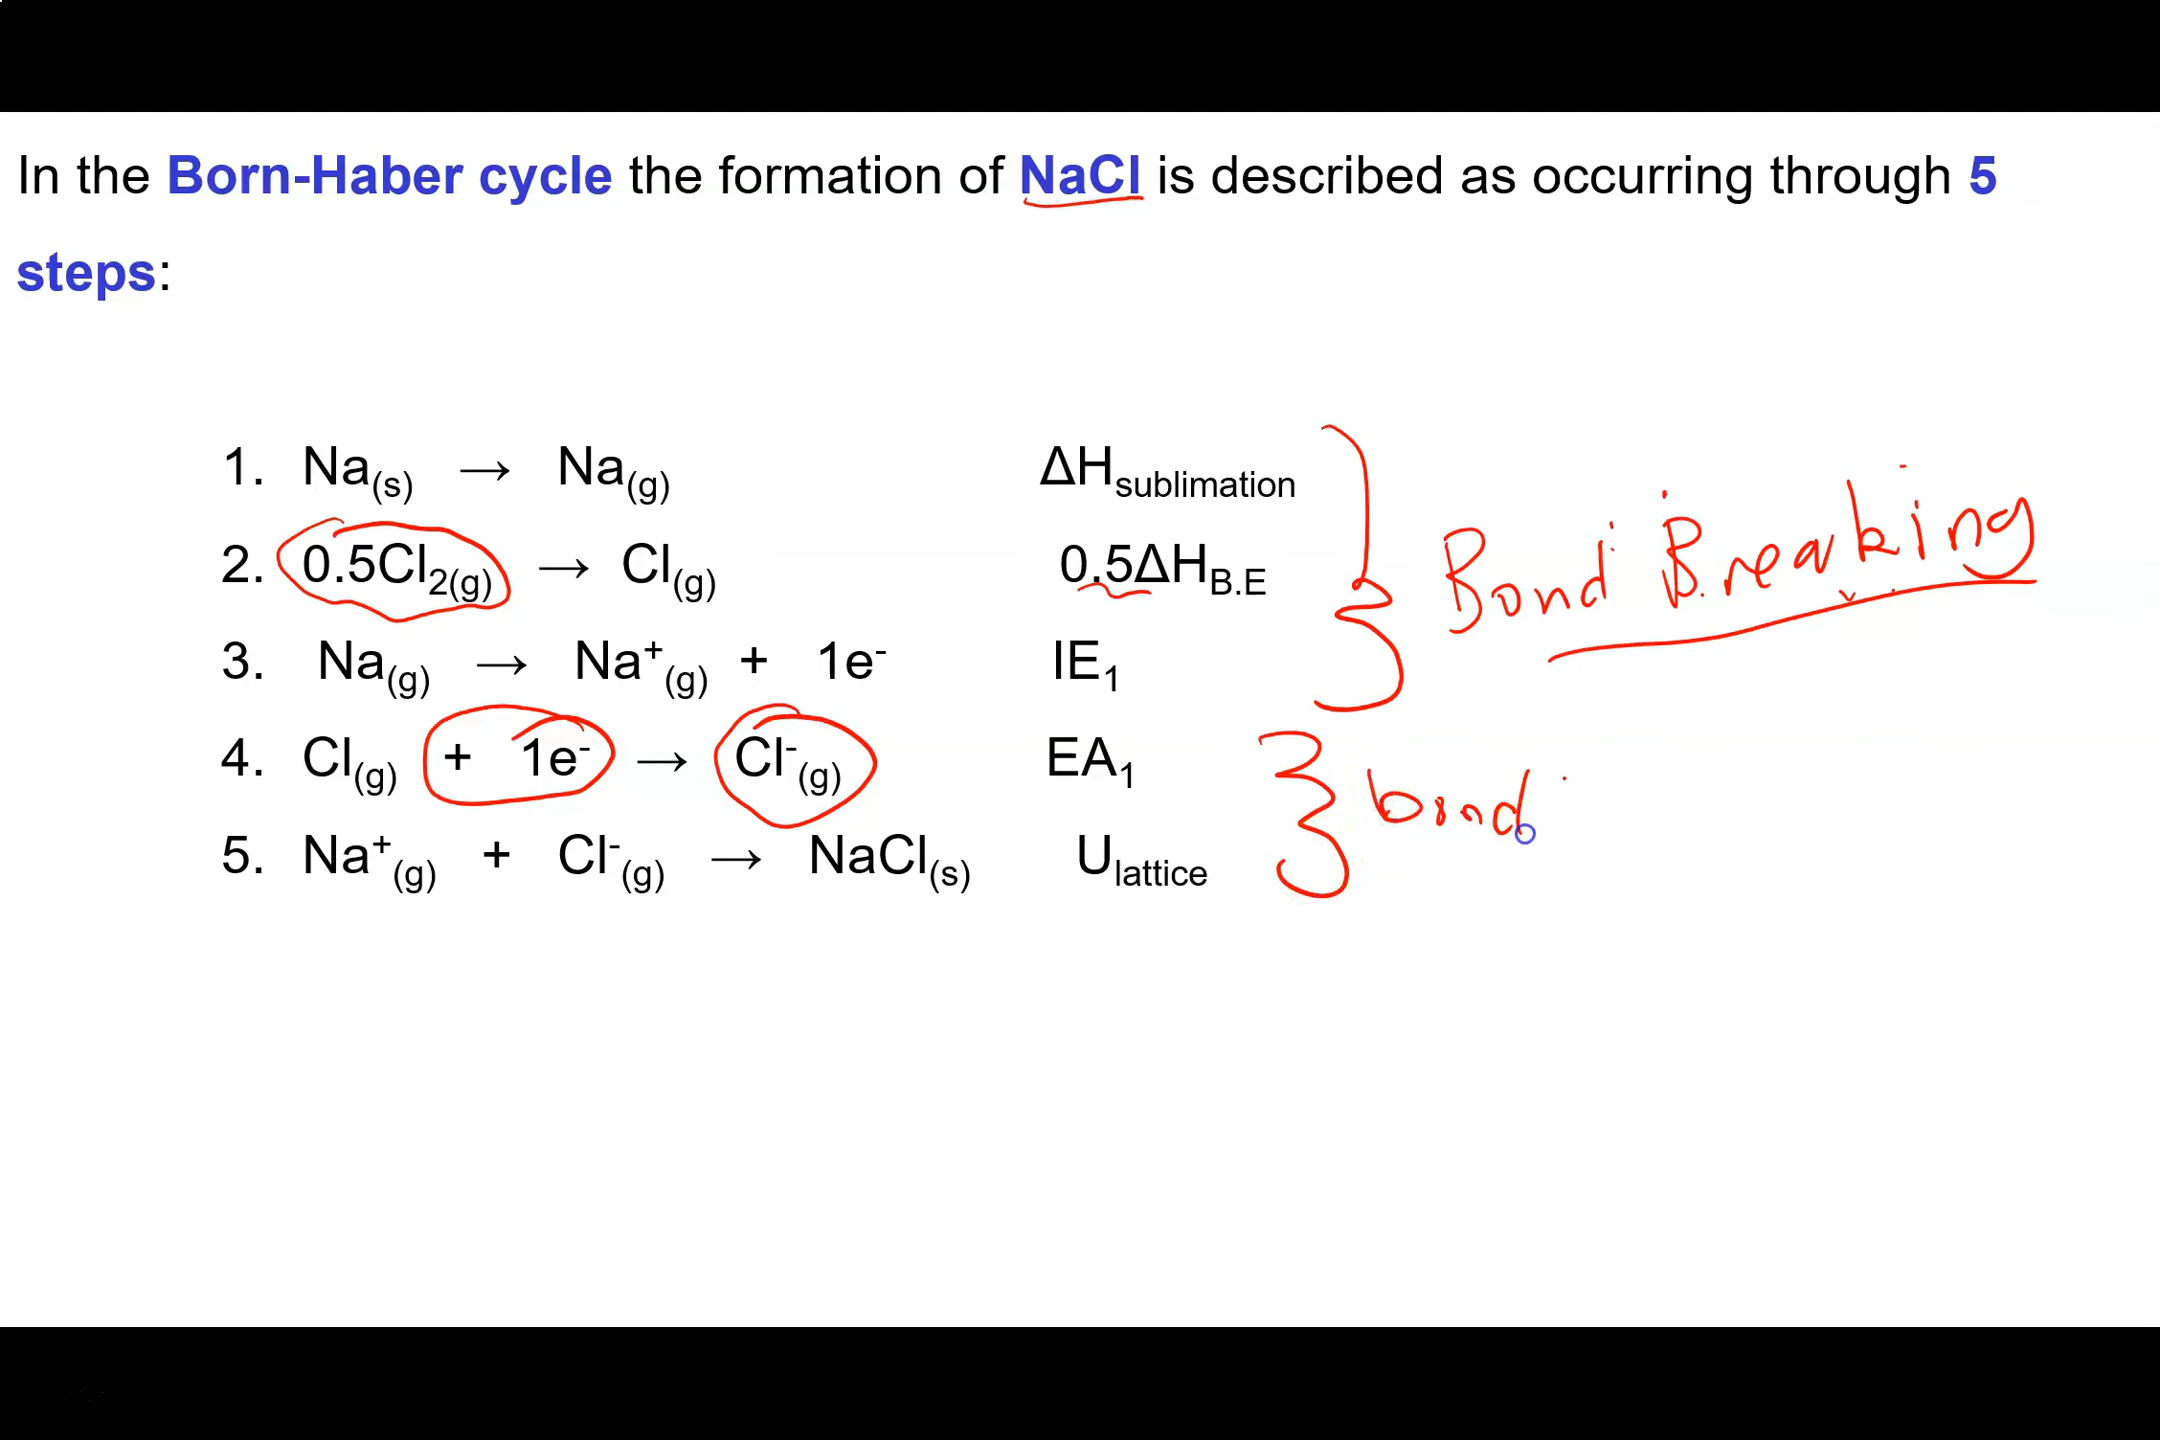 In the Born-Haber cycle the formation of NaCl is described as occurring through 5
steps:
1. Na(s) → Na(g) ΔHsublimation
2. 0.5Cl2(g) → Cl(g) 0.5ΔHB.E
Bond Breaking
3. Na(g) → Na+(g) + 1e- IE1
4. Cl(g) + 1e- → Cl-(g) EA1
bond
5. Na+(g) + Cl-(g) → NaCl(s) Ulattice